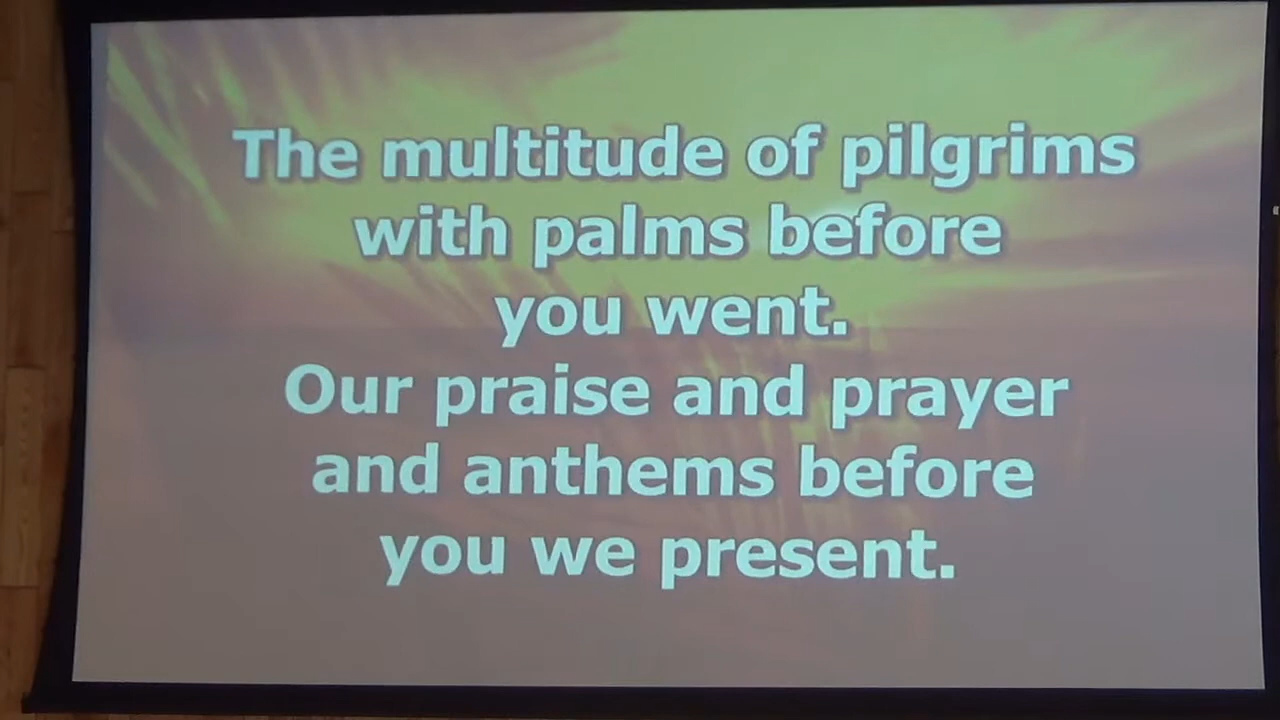 The multitude of pilgrims
with palms before
you went.
Our praise and prayer
and anthems before
you we present.